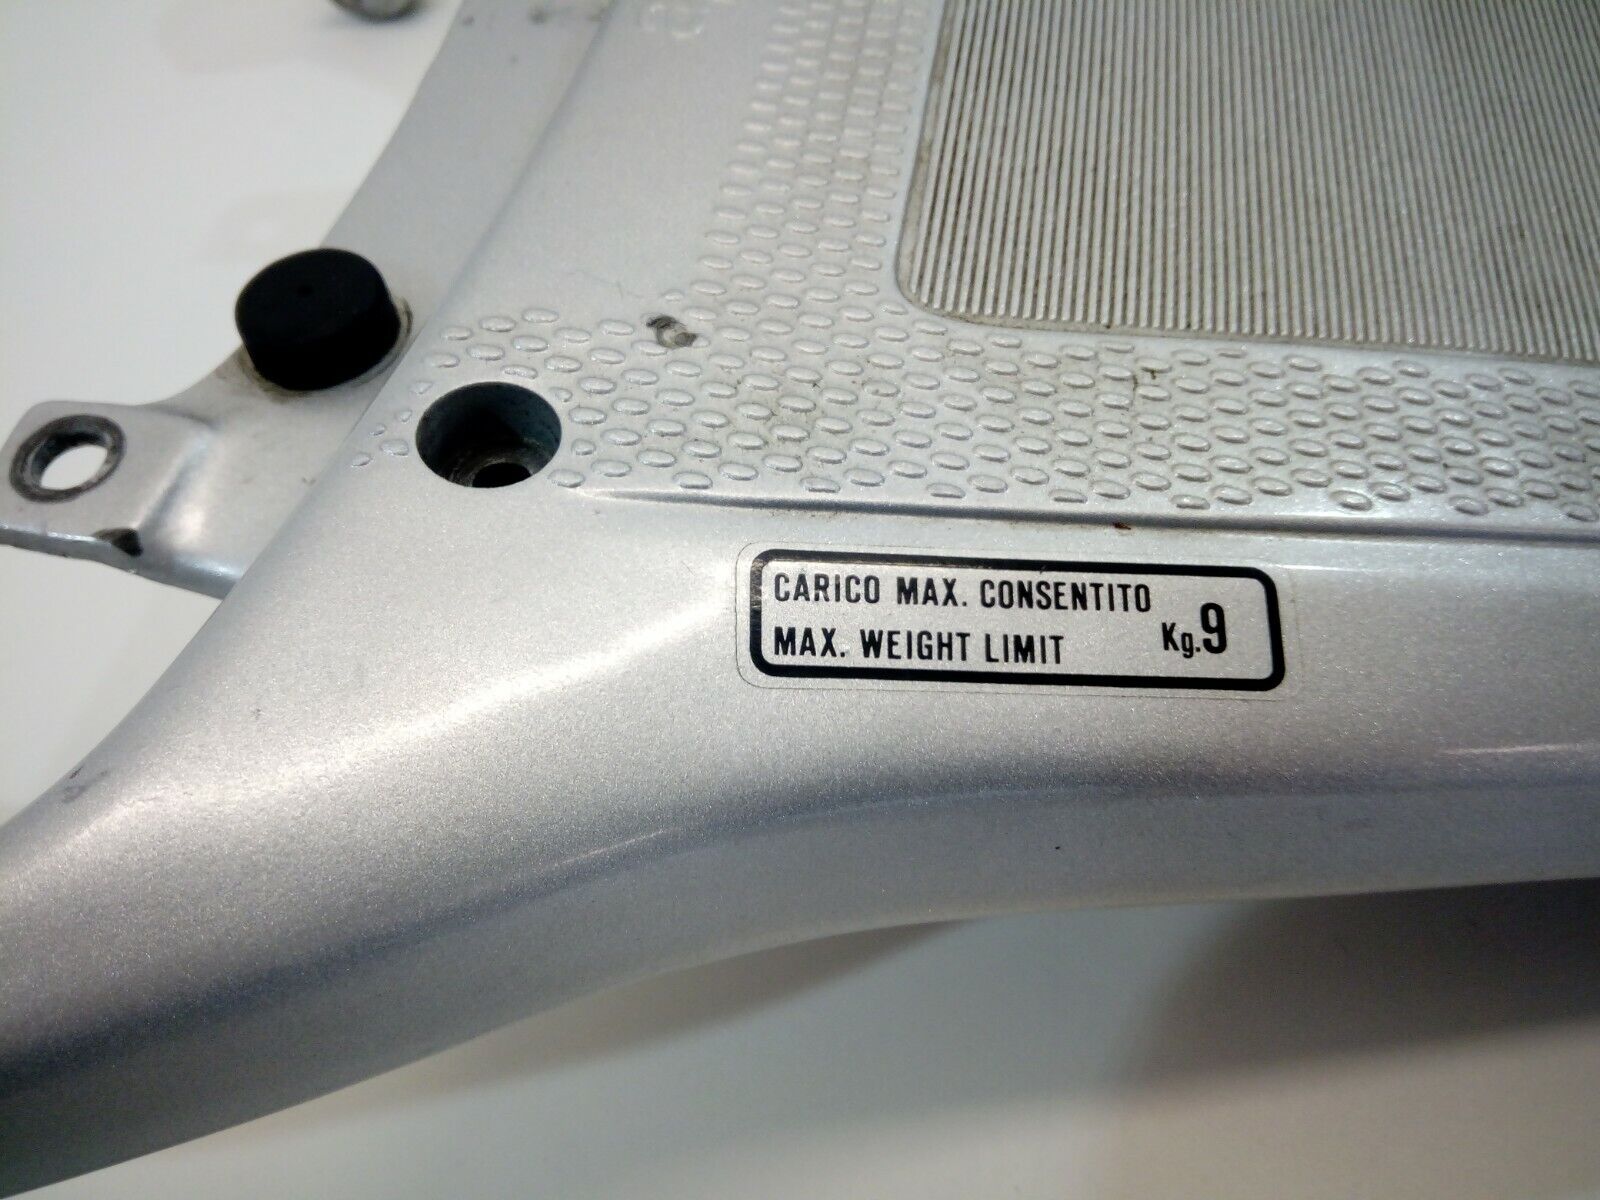 CARICO MAX. CONSENTITO
MAX. WEIGHT LIMIT Kg.9